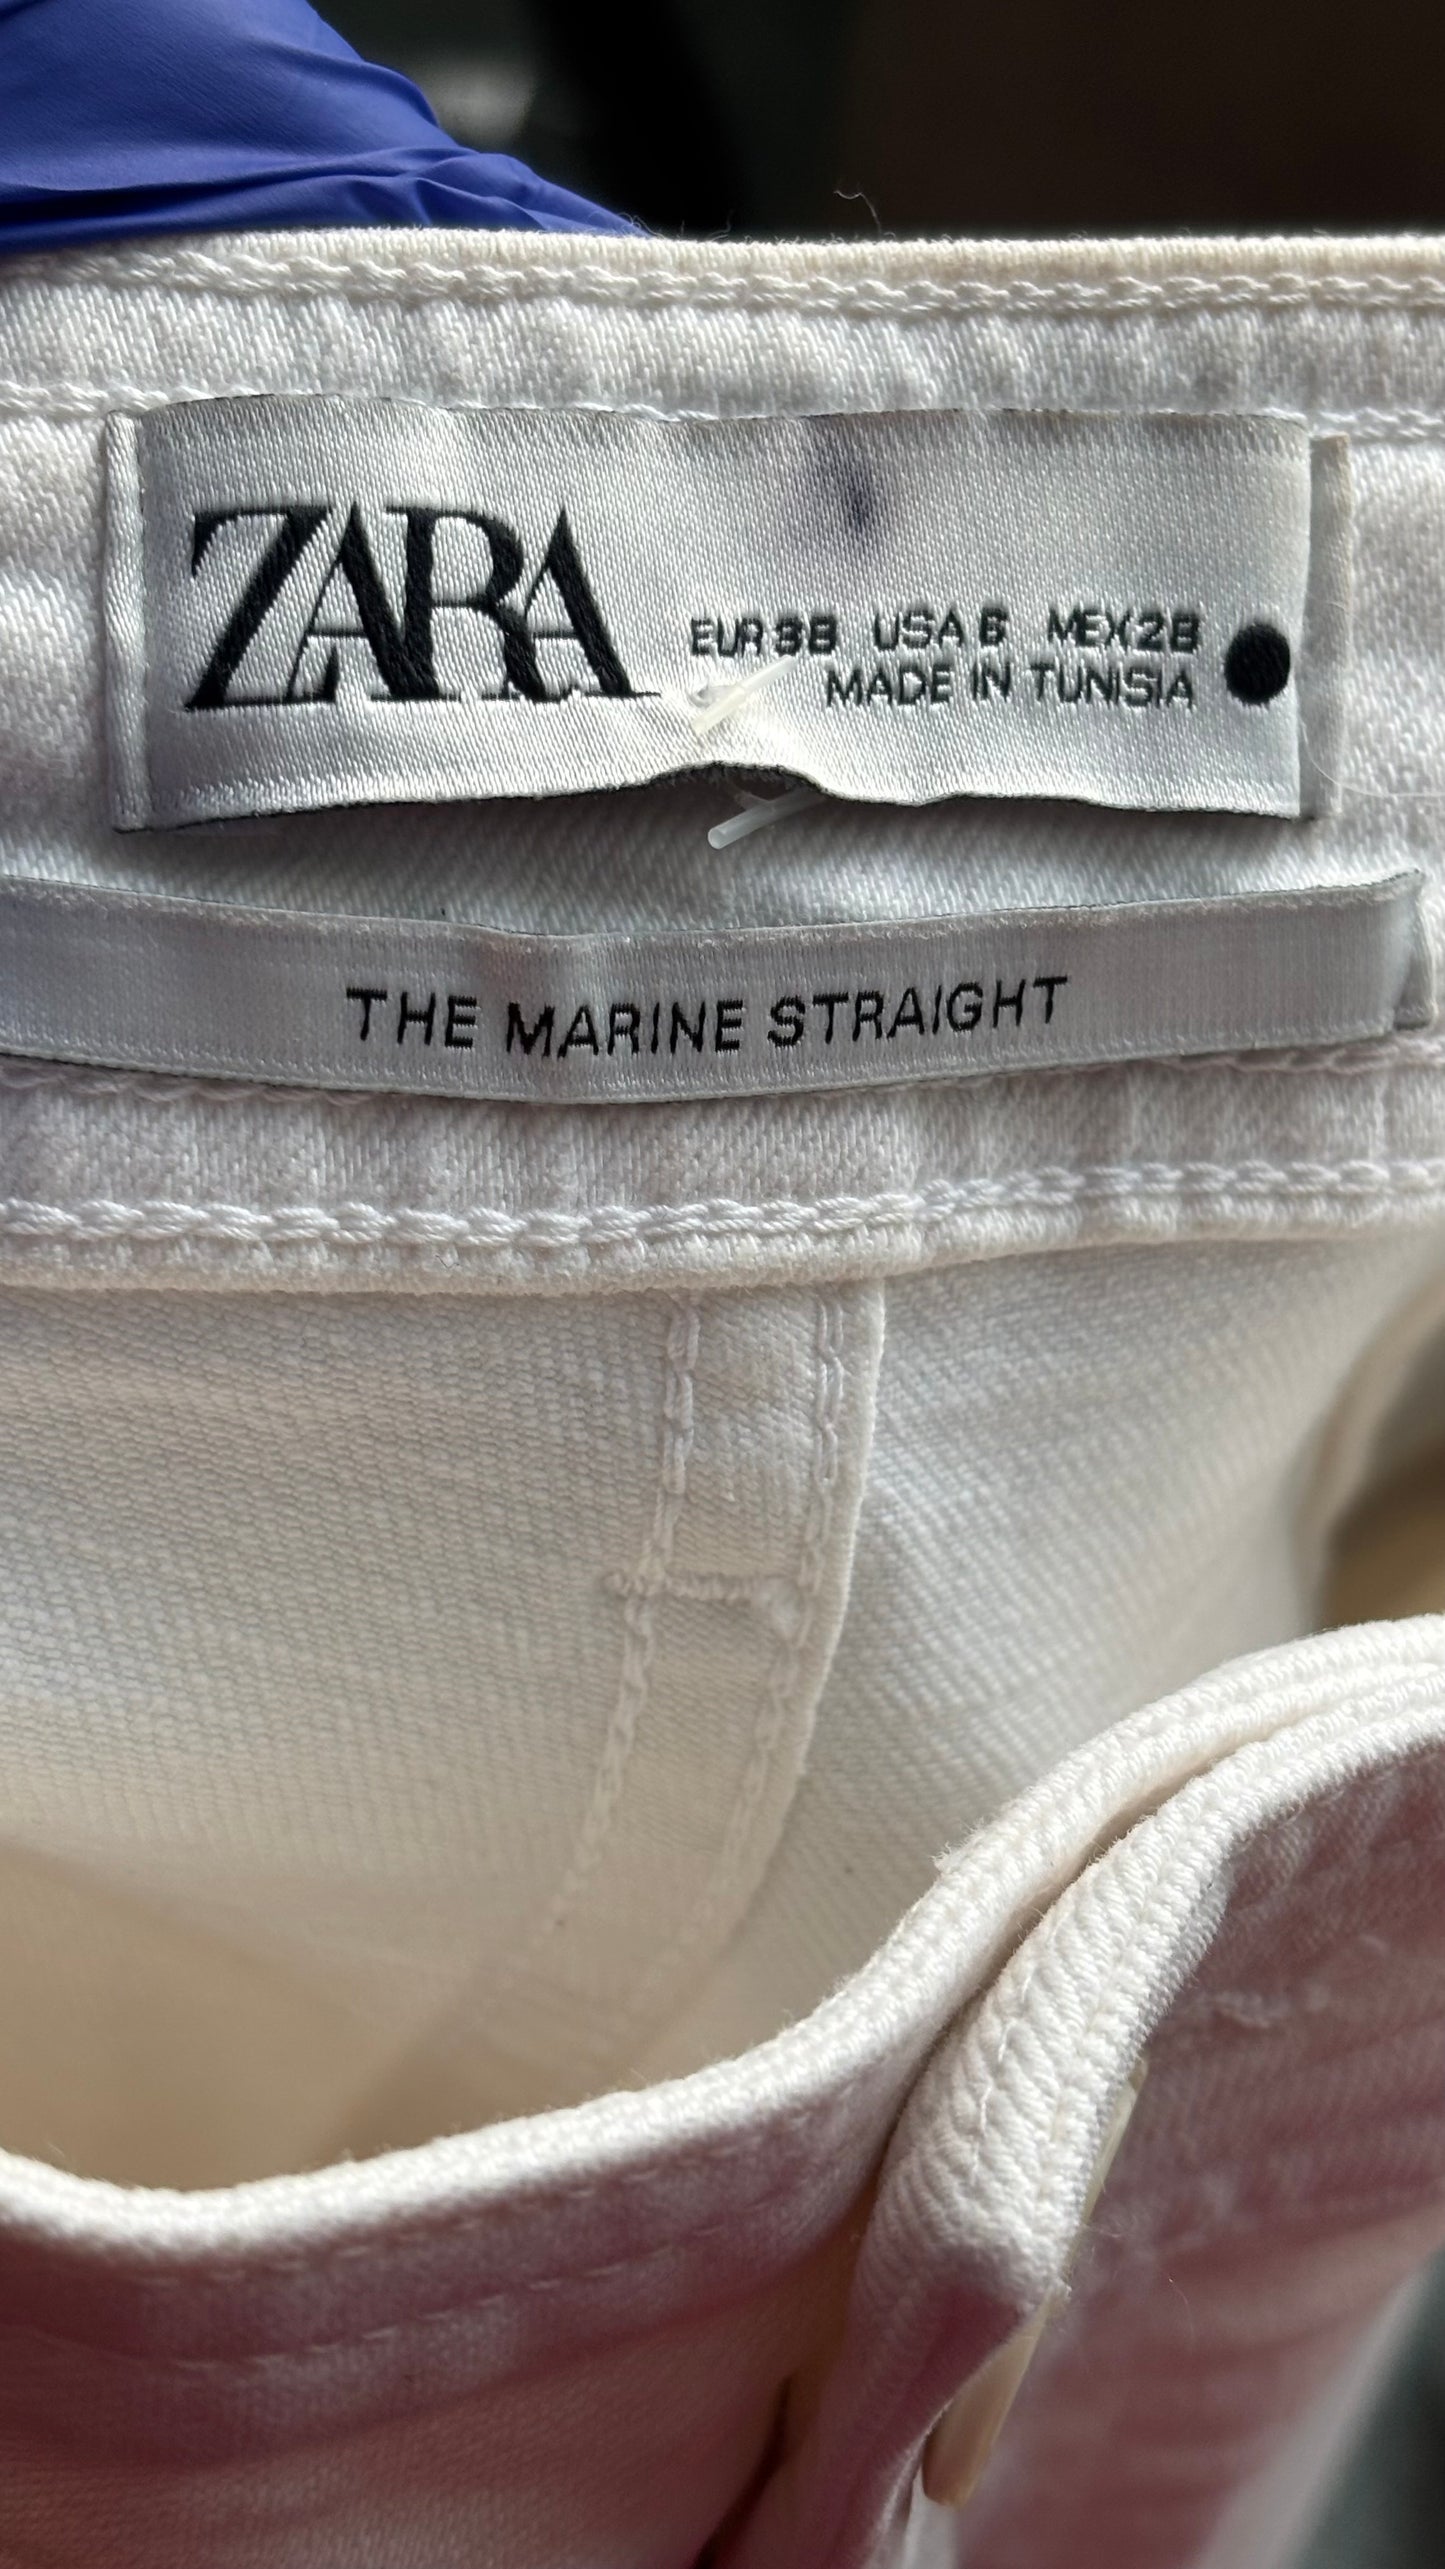 ZARA
EUR 38 USA 6 MEX 28
MADE IN TUNISIA
THE MARINE STRAIGHT